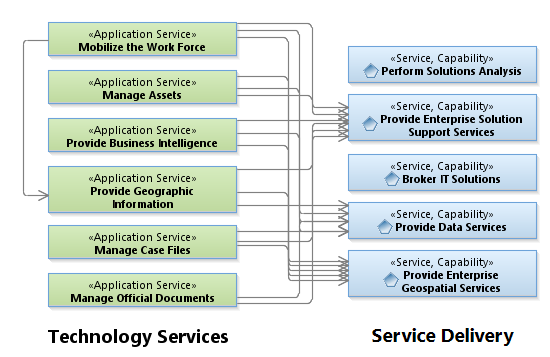 «Application Service»
Mobilize the Work Force
«Application Service»
Manage Assets
«Application Service»
Provide Business Intelligence
«Application Service»
Provide Geographic
Information
«Application Service»
Manage Case Files
«Application Service»
Manage Official Documents
Technology Services
«Service, Capability»
Perform Solutions Analysis
«Service, Capability»
Provide Enterprise Solution
Support Services
«Service, Capability»
Broker IT Solutions
«Service, Capability»
Provide Data Services
«Service, Capability»
Provide Enterprise
Geospatial Services
Service Delivery